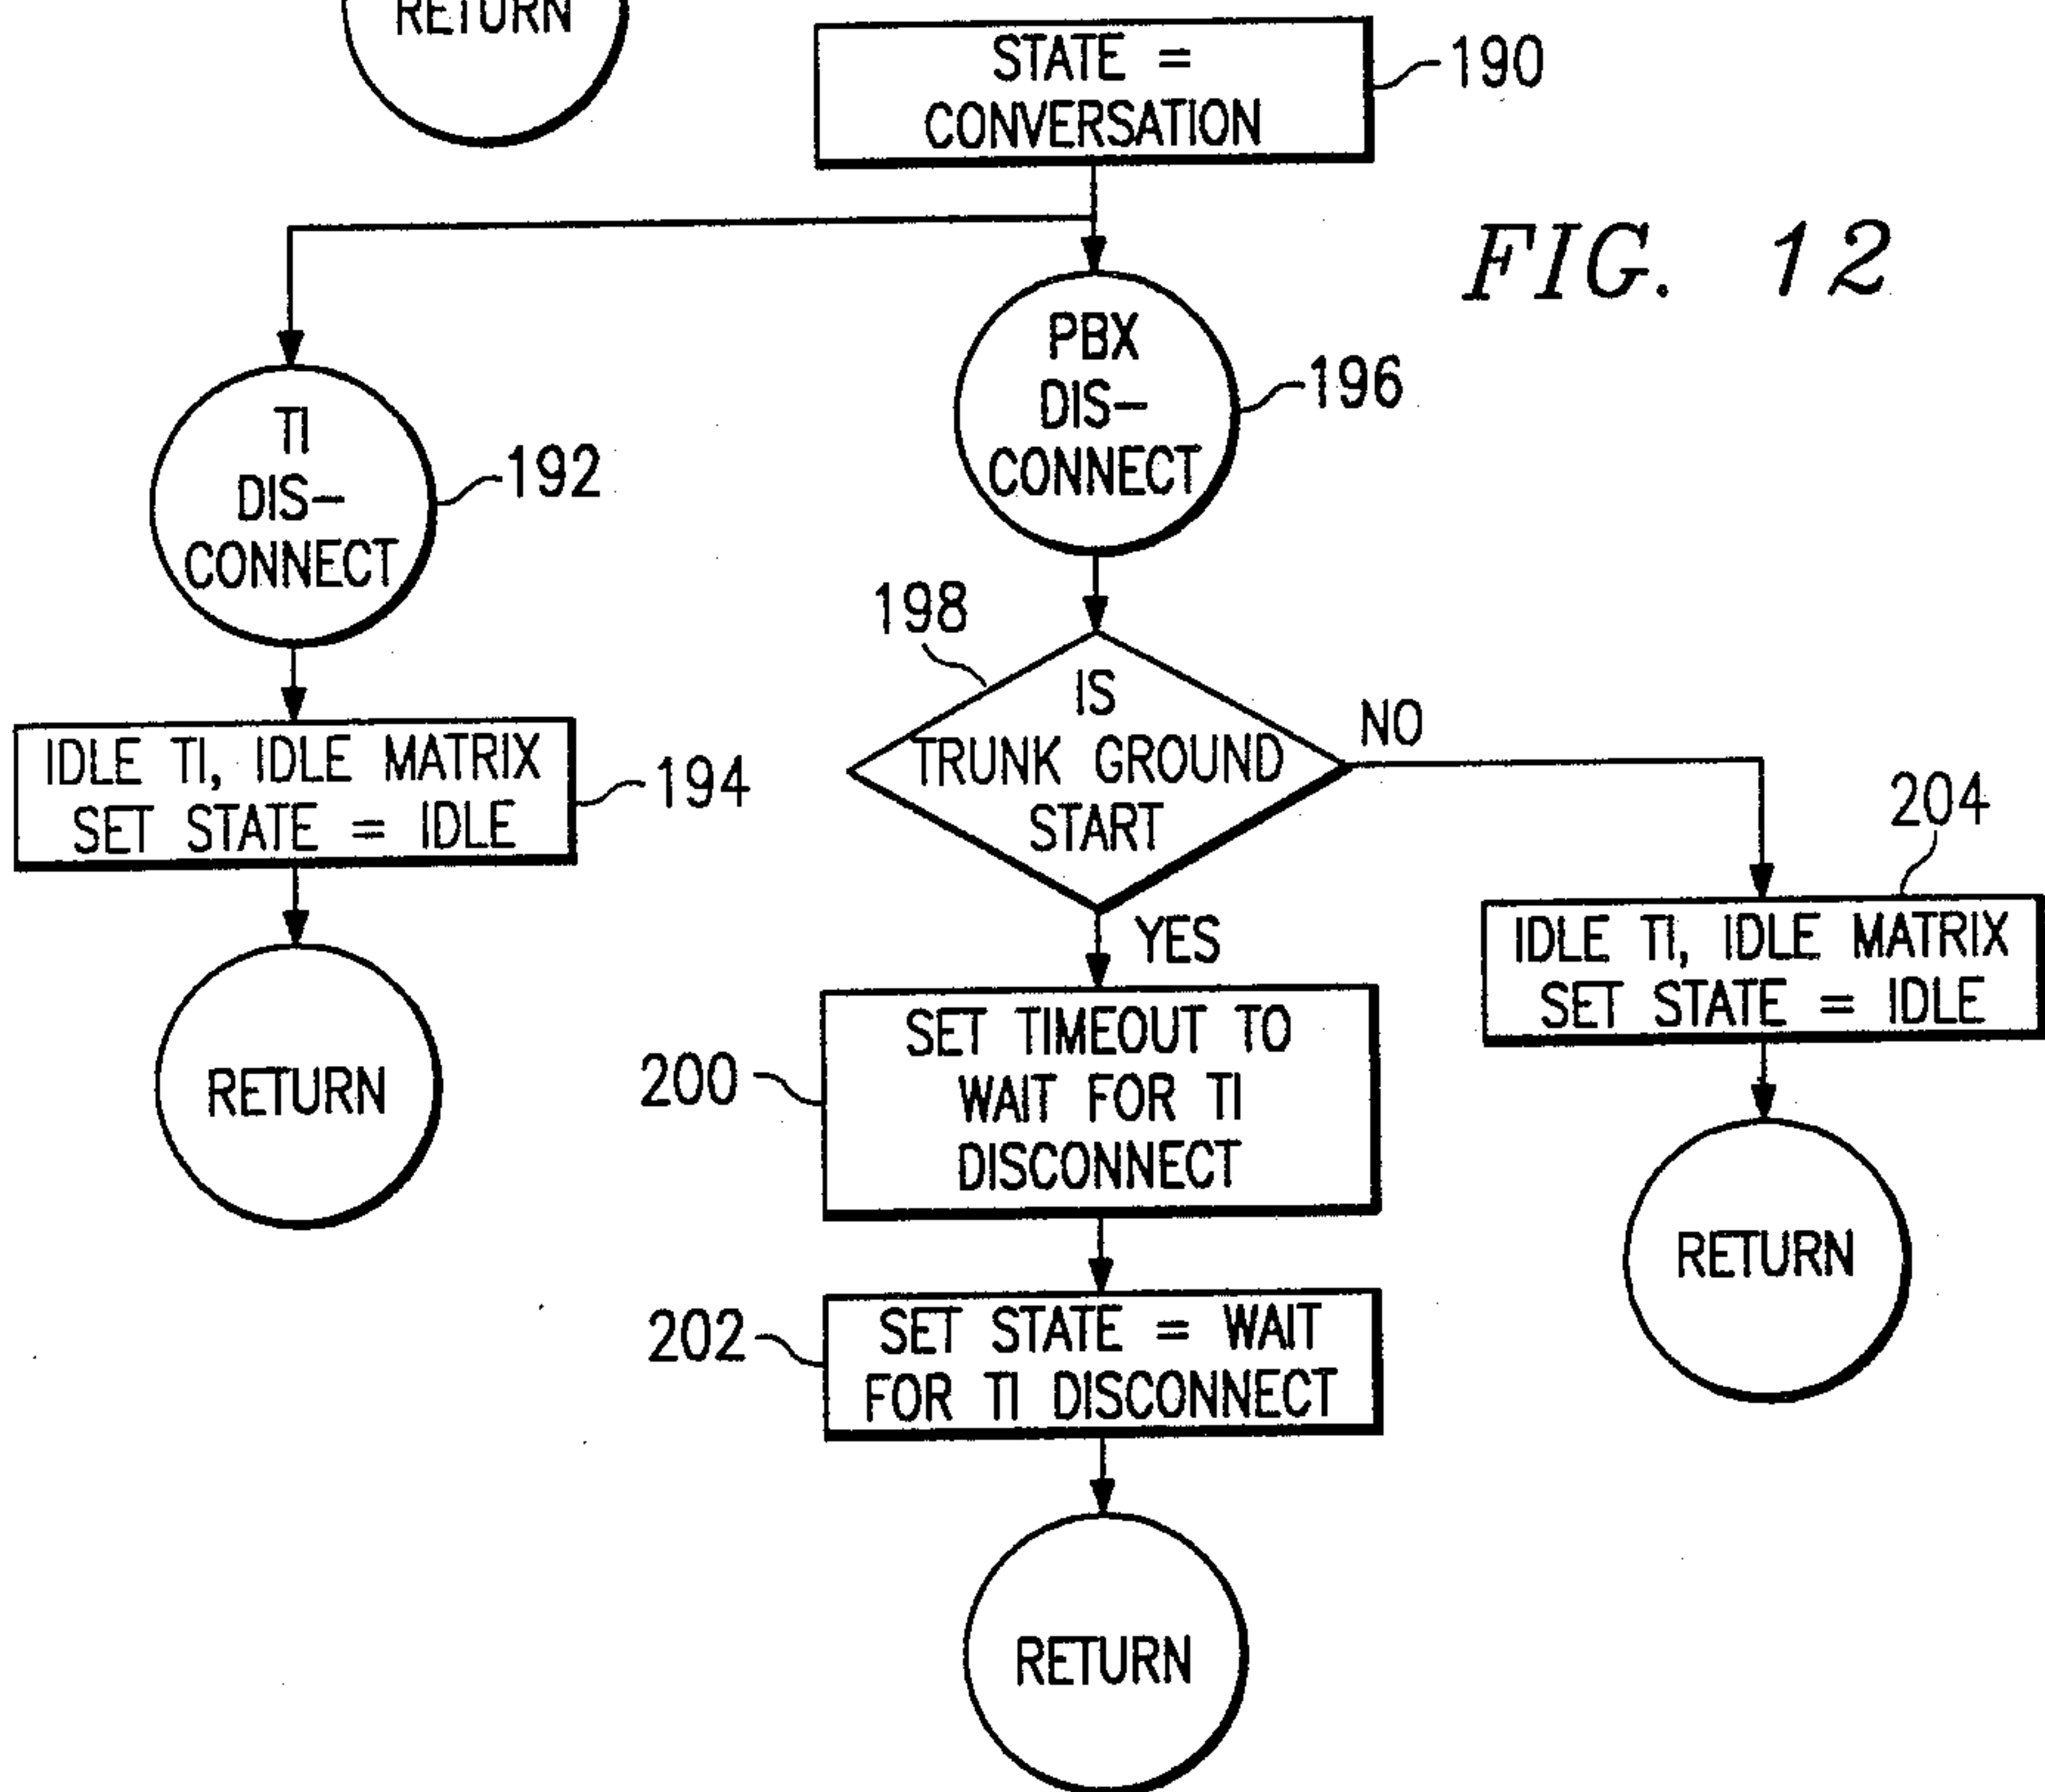 RETURN
STATE =
CONVERSATION
190
FIG. 12
PBX
DIS-
CONNECT
196
TI
DIS-
CONNECT
192
198
IS
TRUNK GROUND
START
NO
YES
IDLE TI, IDLE MATRIX
SET STATE = IDLE
194
204
IDLE TI, IDLE MATRIX
SET STATE = IDLE
RETURN
SET TIMEOUT TO
WAIT FOR TI
DISCONNECT
200
RETURN
SET STATE = WAIT
FOR TI DISCONNECT
202
RETURN